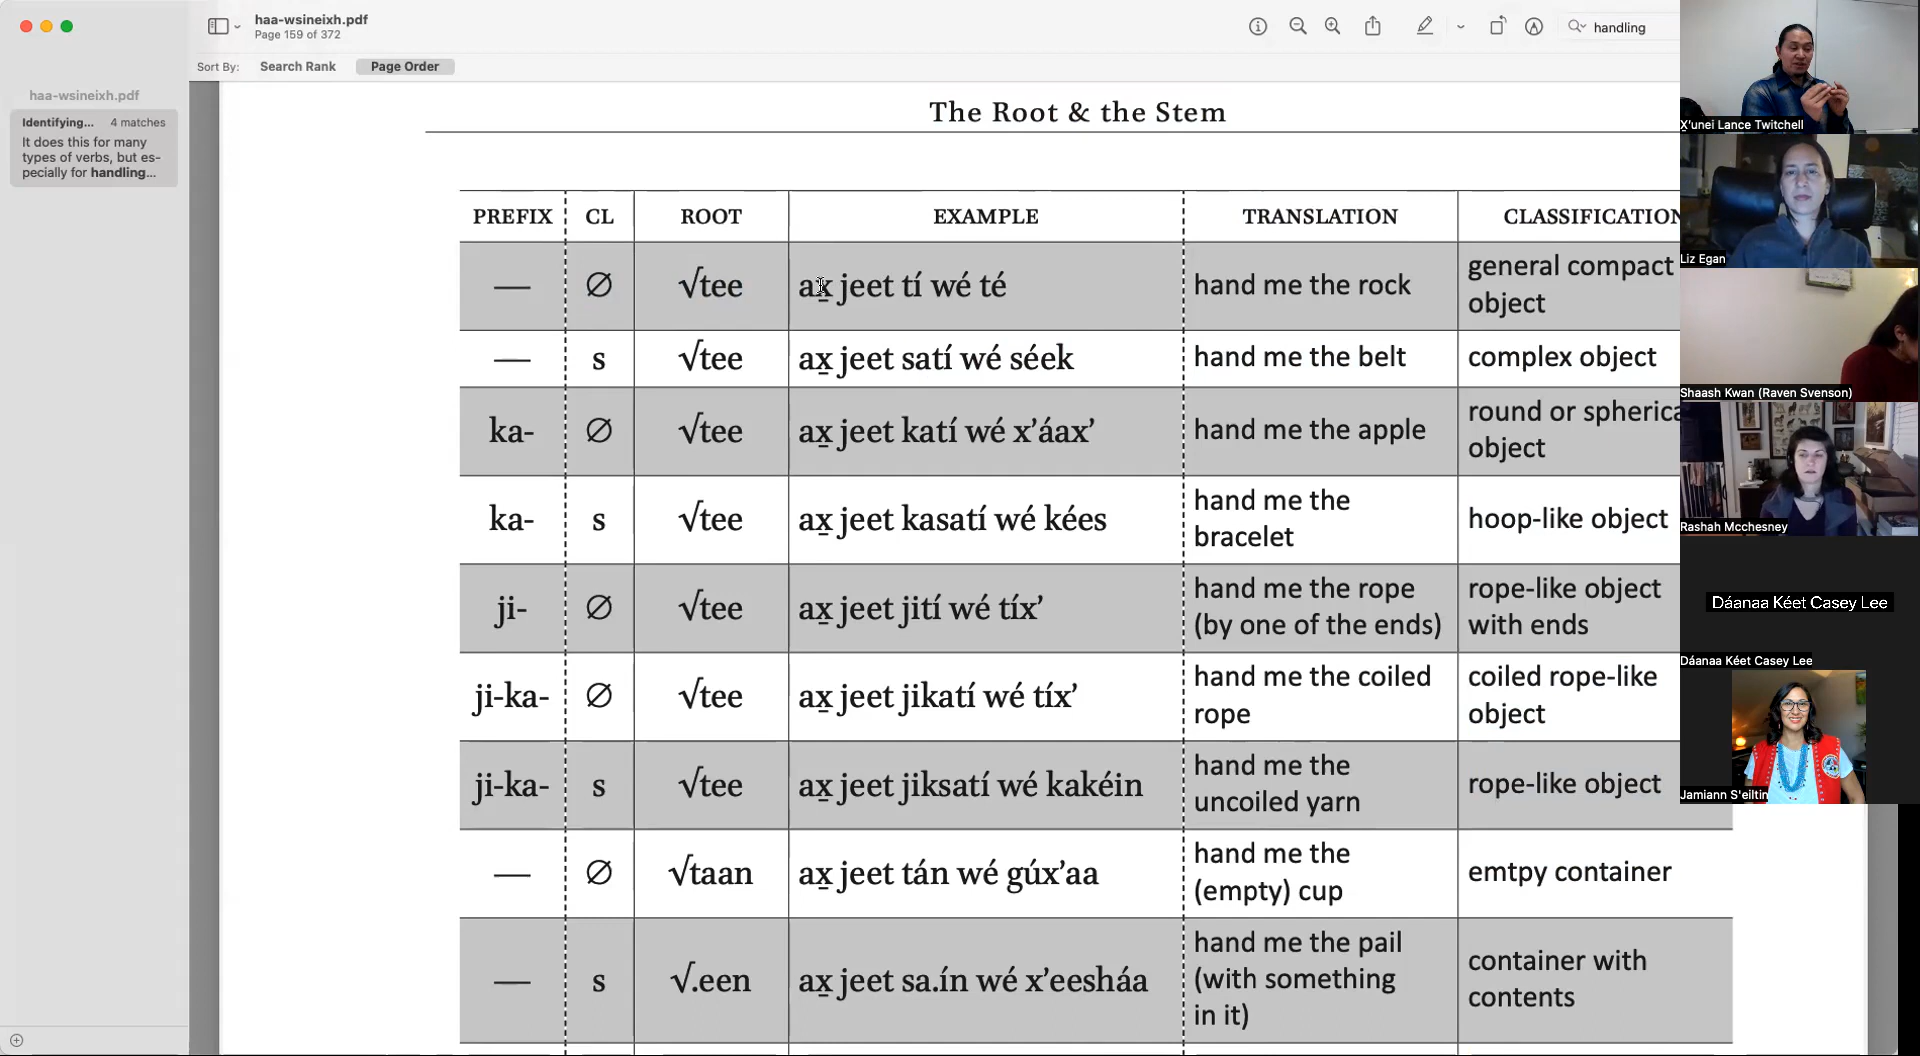 haa-wsineixh.pdf
Page 159 of 372
handling
Sort By: Search Rank Page Order
haa-wsineixh.pdf
Identifying... 4 matches
It does this for many
types of verbs, but es-
pecially for handling...
The Root & the Stem
PREFIX CL ROOT EXAMPLE TRANSLATION CLASSIFICATION
— ∅ √tee ax̱ jeet tí wé té hand me the rock general compact
object
— s √tee ax̱ jeet satí wé séek hand me the belt complex object
ka- ∅ √tee ax̱ jeet katí wé x’áax’ hand me the apple round or spherica
object
ka- s √tee ax̱ jeet kasatí wé kées hand me the
bracelet hoop-like object
ji- ∅ √tee ax̱ jeet jití wé tíx’ hand me the rope
(by one of the ends) rope-like object
with ends
ji-ka- ∅ √tee ax̱ jeet jikatí wé tíx’ hand me the coiled
rope coiled rope-like
object
ji-ka- s √tee ax̱ jeet jiksatí wé kakéin hand me the
uncoiled yarn rope-like object
— ∅ √taan ax̱ jeet tán wé gúx’aa hand me the
(empty) cup emtpy container
— s √.een ax̱ jeet sa.ín wé x’eesháa hand me the pail
(with something
in it) container with
contents
X̱’unei Lance Twitchell
Liz Egan
Shaash Kwan (Raven Svenson)
Rashah Mcchesney
Dáanaa Kéet Casey Lee
Dáanaa Kéet Casey Lee
Jamiann S'eiltin